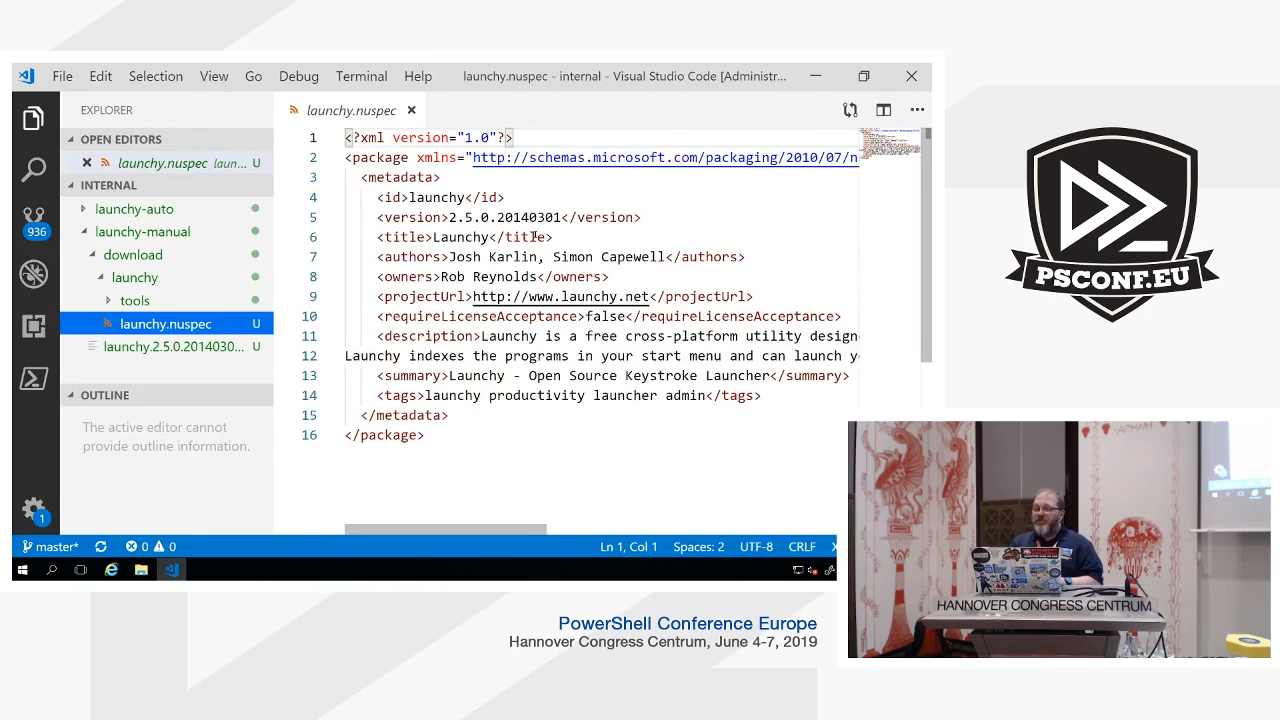 File Edit Selection View Go Debug Terminal Help launchy.nuspec - internal - Visual Studio Code [Administr...
EXPLORER
OPEN EDITORS
launchy.nuspec laun... U
INTERNAL
launchy-auto
launchy-manual
download
launchy
tools
launchy.nuspec U
launchy.2.5.0.2014030... U
OUTLINE
The active editor cannot
provide outline information.
936
1
launchy.nuspec
1 <?xml version="1.0"?>
2 <package xmlns="http://schemas.microsoft.com/packaging/2010/07/n
3 <metadata>
4 <id>launchy</id>
5 <version>2.5.0.20140301</version>
6 <title>Launchy</title>
7 <authors>Josh Karlin, Simon Capewell</authors>
8 <owners>Rob Reynolds</owners>
9 <projectUrl>http://www.launchy.net</projectUrl>
10 <requireLicenseAcceptance>false</requireLicenseAcceptance>
11 <description>Launchy is a free cross-platform utility designe
12 Launchy indexes the programs in your start menu and can launch y
13 <summary>Launchy - Open Source Keystroke Launcher</summary>
14 <tags>launchy productivity launcher admin</tags>
15 </metadata>
16 </package>
master* 0 0 Ln 1, Col 1 Spaces: 2 UTF-8 CRLF
PSCONF.EU
HANNOVER CONGRESS CENTRUM
PowerShell Conference Europe
Hannover Congress Centrum, June 4-7, 2019